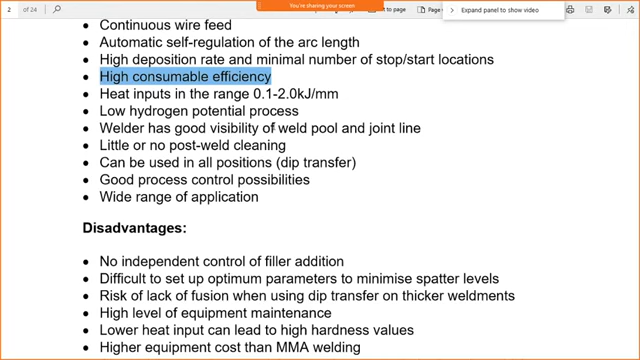 You're sharing your screen
Expand panel to show video
2 of 24
to page
Page
• Continuous wire feed
• Automatic self-regulation of the arc length
• High deposition rate and minimal number of stop/start locations
• High consumable efficiency
• Heat inputs in the range 0.1-2.0kJ/mm
• Low hydrogen potential process
• Welder has good visibility of weld pool and joint line
• Little or no post-weld cleaning
• Can be used in all positions (dip transfer)
• Good process control possibilities
• Wide range of application
Disadvantages:
• No independent control of filler addition
• Difficult to set up optimum parameters to minimise spatter levels
• Risk of lack of fusion when using dip transfer on thicker weldments
• High level of equipment maintenance
• Lower heat input can lead to high hardness values
• Higher equipment cost than MMA welding